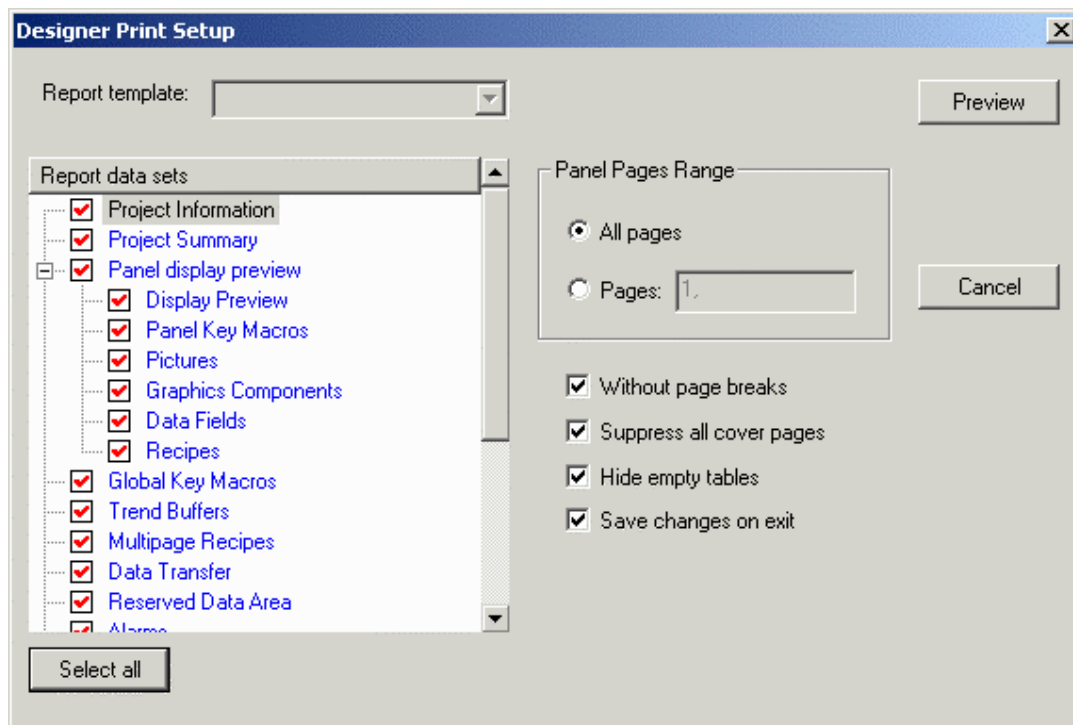 Designer Print Setup
Report template:
Preview
Report data sets
Project Information
Project Summary
Panel display preview
Display Preview
Panel Key Macros
Pictures
Graphics Components
Data Fields
Recipes
Global Key Macros
Trend Buffers
Multipage Recipes
Data Transfer
Reserved Data Area
Alarms
Select all
Panel Pages Range
All pages
Pages: 1,
Cancel
Without page breaks
Suppress all cover pages
Hide empty tables
Save changes on exit